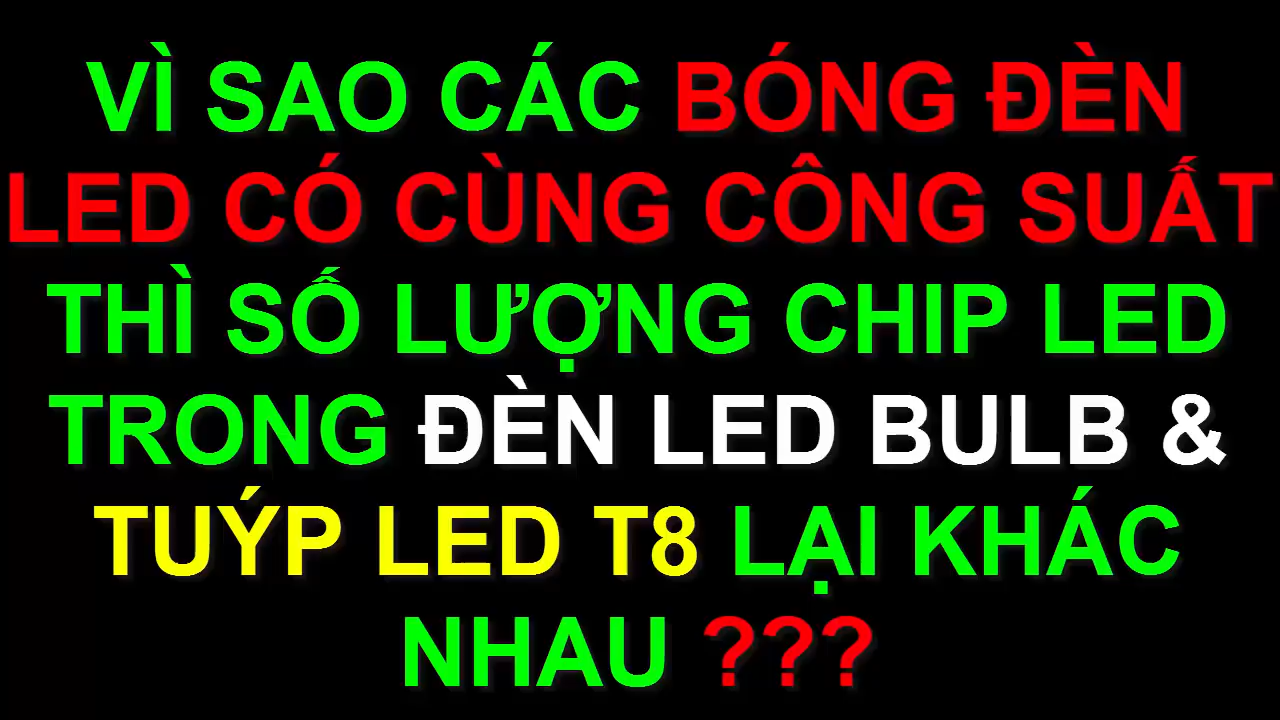 VÌ SAO CÁC BÓNG ĐÈN
LED CÓ CÙNG CÔNG SUẤT
THÌ SỐ LƯỢNG CHIP LED
TRONG ĐÈN LED BULB &
TUÝP LED T8 LẠI KHÁC
NHAU ???